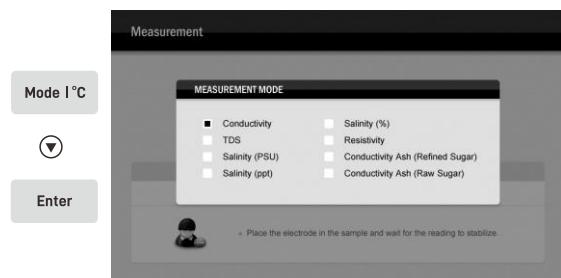 Measurement
Mode | °C
Enter
MEASUREMENT MODE
Conductivity
TDS
Salinity (PSU)
Salinity (ppt)
Salinity (%)
Resistivity
Conductivity Ash (Refined Sugar)
Conductivity Ash (Raw Sugar)
Place the electrode in the sample and wait for the reading to stabilize.